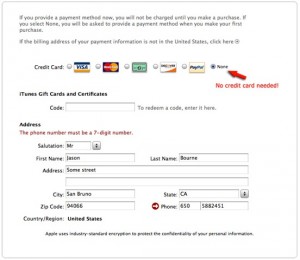 If you provide a payment method now, you will not be charged until you make a purchase. If
you select None, you will be asked to provide a payment method when you make your first
purchase.
If the billing address of your payment information is not in the United States, click here
Credit Card: VISA DISCOVER PayPal None
No credit card needed!
iTunes Gift Cards and Certificates
Code: To redeem a code, enter it here.
Address
The phone number must be a 7-digit number.
Salutation: Mr
First Name: Jason Last Name: Bourne
Address: Some street
City: San Bruno State: CA
Zip Code: 94066 Phone: 650 5882451
Country/Region: United States
Apple uses industry-standard encryption to protect the confidentiality of your personal information.